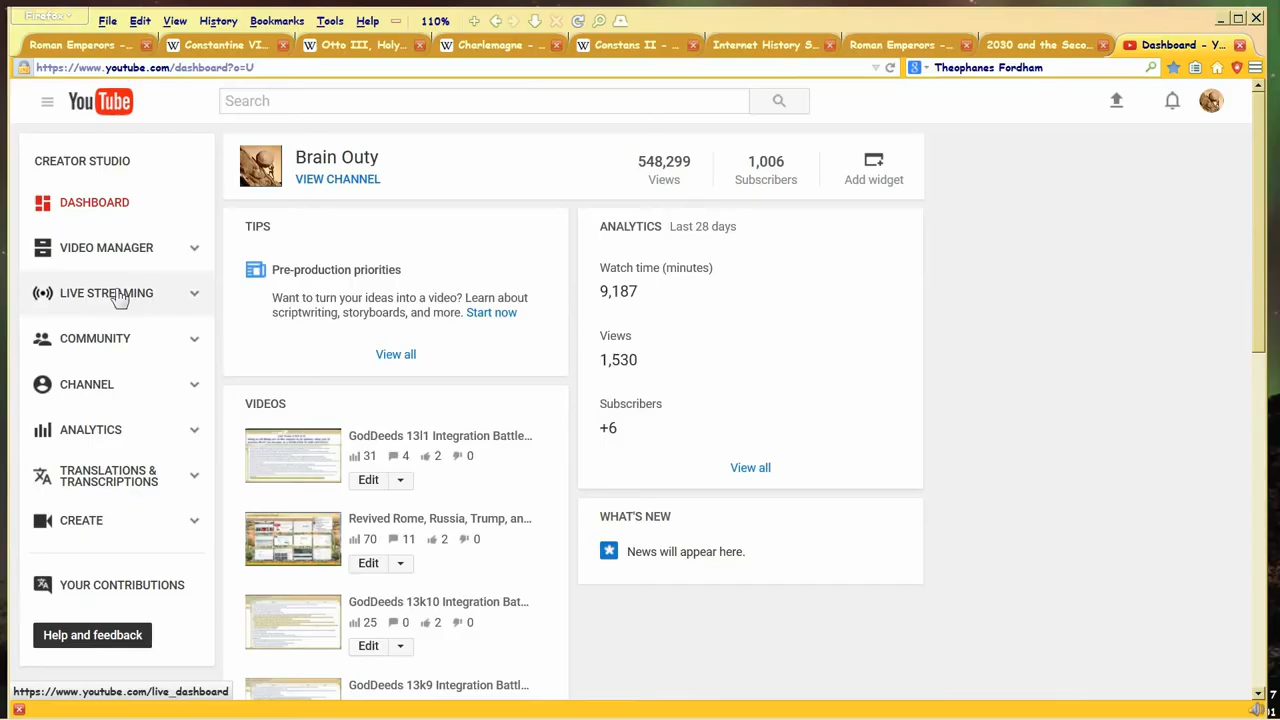 Firefox
File Edit View History Bookmarks Tools Help 110%
Roman Emperors -... Constantine VI... Otto III, Holy... Charlemagne - ... Constans II - ... Internet History S... Roman Emperors -... 2030 and the Seco... Dashboard - Y...
https://www.youtube.com/dashboard?o=U
Theophanes Fordham
YouTube
Search
CREATOR STUDIO
DASHBOARD
VIDEO MANAGER
LIVE STREAMING
COMMUNITY
CHANNEL
ANALYTICS
TRANSLATIONS &
TRANSCRIPTIONS
CREATE
YOUR CONTRIBUTIONS
Help and feedback
Brain Outy
VIEW CHANNEL
548,299
Views
1,006
Subscribers
Add widget
TIPS
Pre-production priorities
Want to turn your ideas into a video? Learn about
scriptwriting, storyboards, and more. Start now
View all
VIDEOS
GodDeeds 13l1 Integration Battle...
31 4 2 0
Edit
Revived Rome, Russia, Trump, an...
70 11 2 0
Edit
GodDeeds 13k10 Integration Bat...
25 0 2 0
Edit
GodDeeds 13k9 Integration Battl...
ANALYTICS Last 28 days
Watch time (minutes)
9,187
Views
1,530
Subscribers
+6
View all
WHAT'S NEW
News will appear here.
https://www.youtube.com/live_dashboard